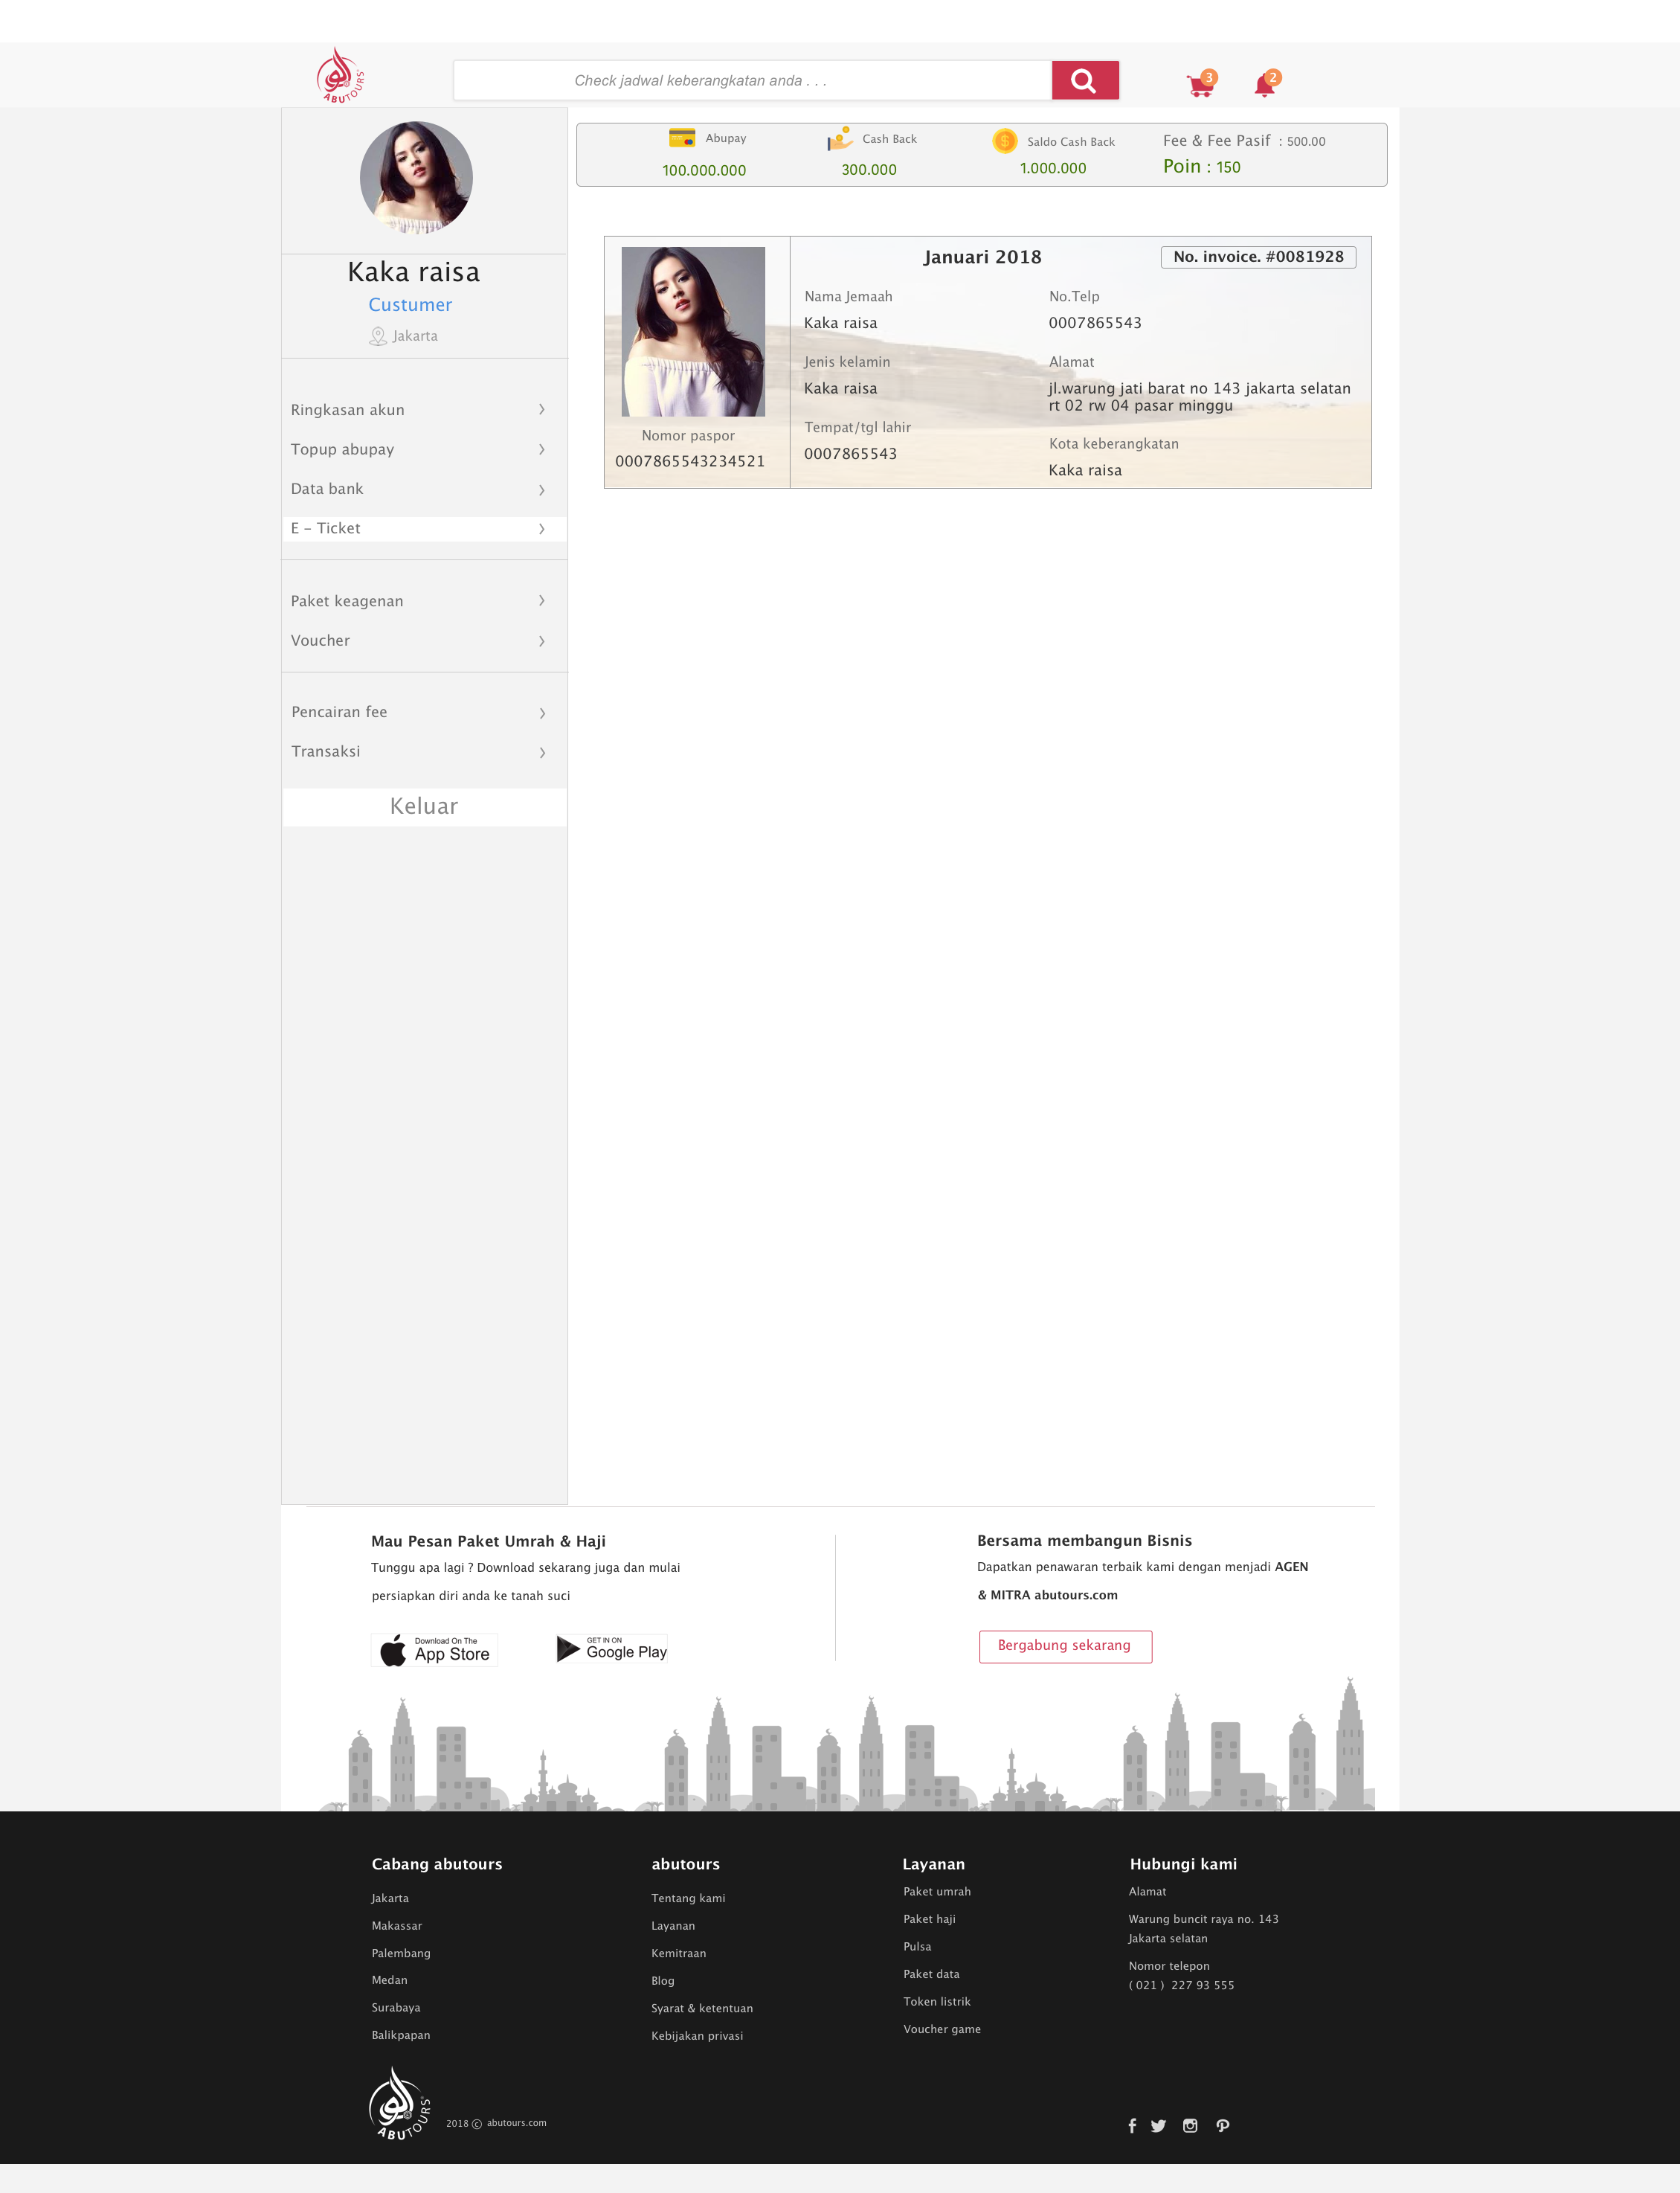 ABUTOURS
Check jadwal keberangkatan anda . . .
3
2
Abupay
100.000.000
Cash Back
300.000
Saldo Cash Back
1.000.000
Fee & Fee Pasif : 500.00
Poin : 150
Kaka raisa
Custumer
Jakarta
Ringkasan akun
Topup abupay
Data bank
E – Ticket
Paket keagenan
Voucher
Pencairan fee
Transaksi
Keluar
Nomor paspor
0007865543234521
Januari 2018
No. invoice. #0081928
Nama Jemaah
Kaka raisa
Jenis kelamin
Kaka raisa
Tempat/tgl lahir
0007865543
No.Telp
0007865543
Alamat
jl.warung jati barat no 143 jakarta selatan
rt 02 rw 04 pasar minggu
Kota keberangkatan
Kaka raisa
Mau Pesan Paket Umrah & Haji
Tunggu apa lagi ? Download sekarang juga dan mulai
persiapkan diri anda ke tanah suci
Download On The
App Store
GET IN ON
Google Play
Bersama membangun Bisnis
Dapatkan penawaran terbaik kami dengan menjadi AGEN
& MITRA abutours.com
Bergabung sekarang
Cabang abutours
Jakarta
Makassar
Palembang
Medan
Surabaya
Balikpapan
abutours
Tentang kami
Layanan
Kemitraan
Blog
Syarat & ketentuan
Kebijakan privasi
Layanan
Paket umrah
Paket haji
Pulsa
Paket data
Token listrik
Voucher game
Hubungi kami
Alamat
Warung buncit raya no. 143
Jakarta selatan
Nomor telepon
( 021 ) 227 93 555
ABUTOURS
2018 © abutours.com